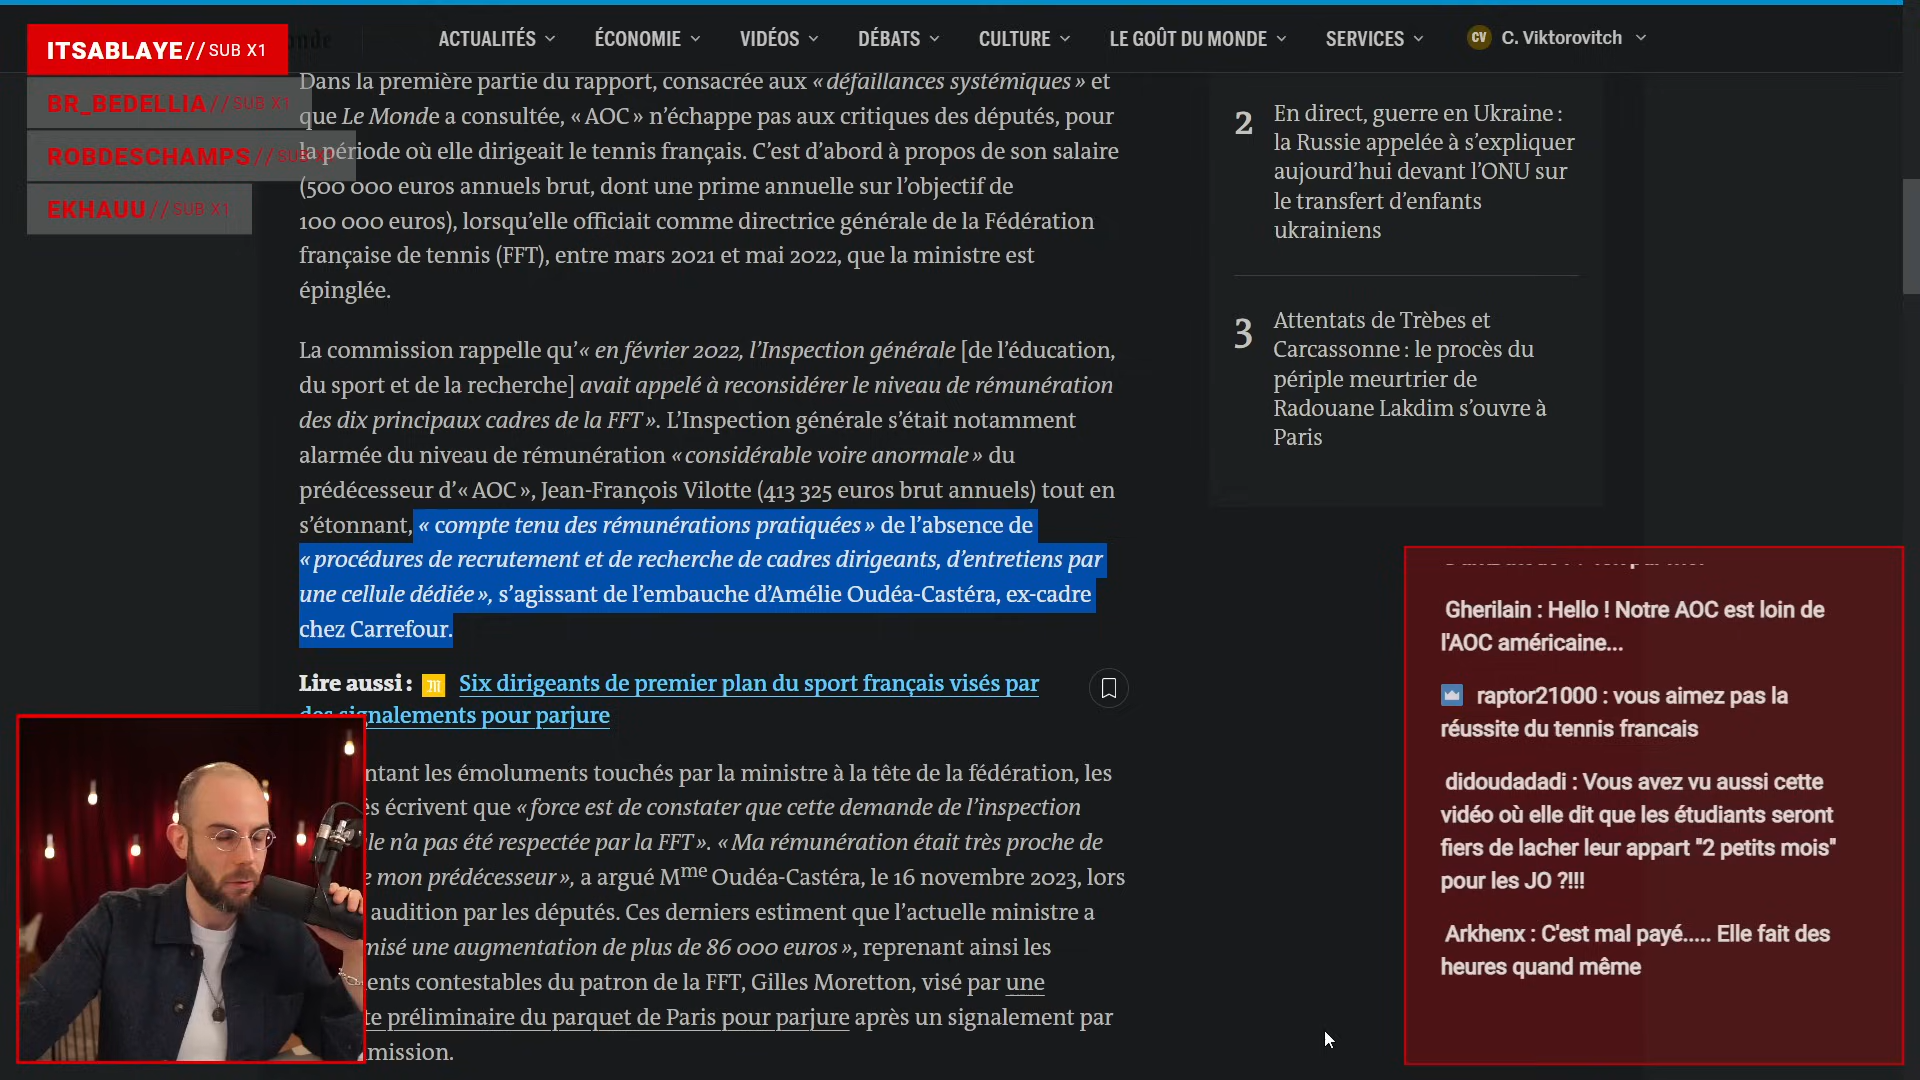 ITSABLAYE// SUB X1
BR_BEDELLIA// SUB X1
ROBDESCHAMPS// SUB
EKHAUU// SUB X1
onde
ACTUALITÉS
ÉCONOMIE
VIDÉOS
DÉBATS
CULTURE
LE GOÛT DU MONDE
SERVICES
CV C. Viktorovitch
Dans la première partie du rapport, consacrée aux « défaillances systémiques » et
que Le Monde a consultée, « AOC » n’échappe pas aux critiques des députés, pour
la période où elle dirigeait le tennis français. C’est d’abord à propos de son salaire
(500 000 euros annuels brut, dont une prime annuelle sur l’objectif de
100 000 euros), lorsqu’elle officiait comme directrice générale de la Fédération
française de tennis (FFT), entre mars 2021 et mai 2022, que la ministre est
épinglée.
La commission rappelle qu’« en février 2022, l’Inspection générale [de l’éducation,
du sport et de la recherche] avait appelé à reconsidérer le niveau de rémunération
des dix principaux cadres de la FFT ». L’Inspection générale s’était notamment
alarmée du niveau de rémunération « considérable voire anormale » du
prédécesseur d’« AOC », Jean-François Vilotte (413 325 euros brut annuels) tout en
s’étonnant, « compte tenu des rémunérations pratiquées » de l’absence de
« procédures de recrutement et de recherche de cadres dirigeants, d’entretiens par
une cellule dédiée », s’agissant de l’embauche d’Amélie Oudéa-Castéra, ex-cadre
chez Carrefour.
Lire aussi : Six dirigeants de premier plan du sport français visés par
des signalements pour parjure
ntant les émoluments touchés par la ministre à la tête de la fédération, les
és écrivent que « force est de constater que cette demande de l’inspection
le n’a pas été respectée par la FFT ». « Ma rémunération était très proche de
e mon prédécesseur », a argué Mme Oudéa-Castéra, le 16 novembre 2023, lors
audition par les députés. Ces derniers estiment que l’actuelle ministre a
misé une augmentation de plus de 86 000 euros », reprenant ainsi les
ents contestables du patron de la FFT, Gilles Moretton, visé par une
te préliminaire du parquet de Paris pour parjure après un signalement par
mission.
2 En direct, guerre en Ukraine :
la Russie appelée à s’expliquer
aujourd’hui devant l’ONU sur
le transfert d’enfants
ukrainiens
3 Attentats de Trèbes et
Carcassonne : le procès du
périple meurtrier de
Radouane Lakdim s’ouvre à
Paris
Gherilain : Hello ! Notre AOC est loin de
l'AOC américaine...
raptor21000 : vous aimez pas la
réussite du tennis francais
didoudadadi : Vous avez vu aussi cette
vidéo où elle dit que les étudiants seront
fiers de lacher leur appart "2 petits mois"
pour les JO ?!!!
Arkhenx : C'est mal payé..... Elle fait des
heures quand même